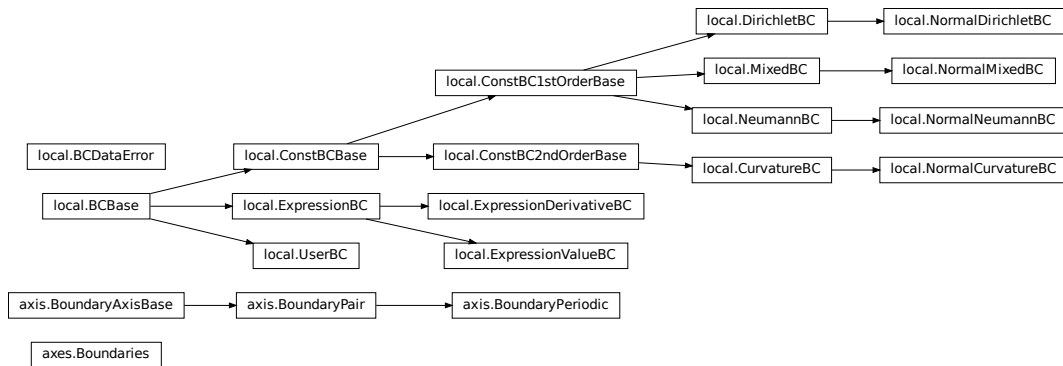 local.DirichletBC
local.NormalDirichletBC
local.ConstBC1stOrderBase
local.MixedBC
local.NormalMixedBC
local.NeumannBC
local.NormalNeumannBC
local.BCDataError
local.ConstBCBase
local.ConstBC2ndOrderBase
local.CurvatureBC
local.NormalCurvatureBC
local.BCBase
local.ExpressionBC
local.ExpressionDerivativeBC
local.UserBC
local.ExpressionValueBC
axis.BoundaryAxisBase
axis.BoundaryPair
axis.BoundaryPeriodic
axes.Boundaries